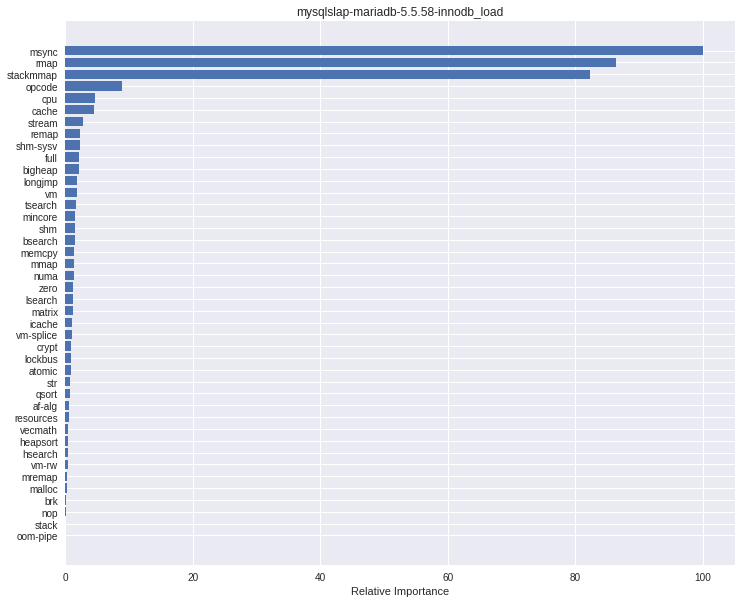 mysqlslap-mariadb-5.5.58-innodb_load
msync
rmap
stackmmap
opcode
cpu
cache
stream
remap
shm-sysv
full
bigheap
longjmp
vm
tsearch
mincore
shm
bsearch
memcpy
mmap
numa
zero
lsearch
matrix
icache
vm-splice
crypt
lockbus
atomic
str
qsort
af-alg
resources
vecmath
heapsort
hsearch
vm-rw
mremap
malloc
brk
nop
stack
oom-pipe
0 20 40 60 80 100
Relative Importance